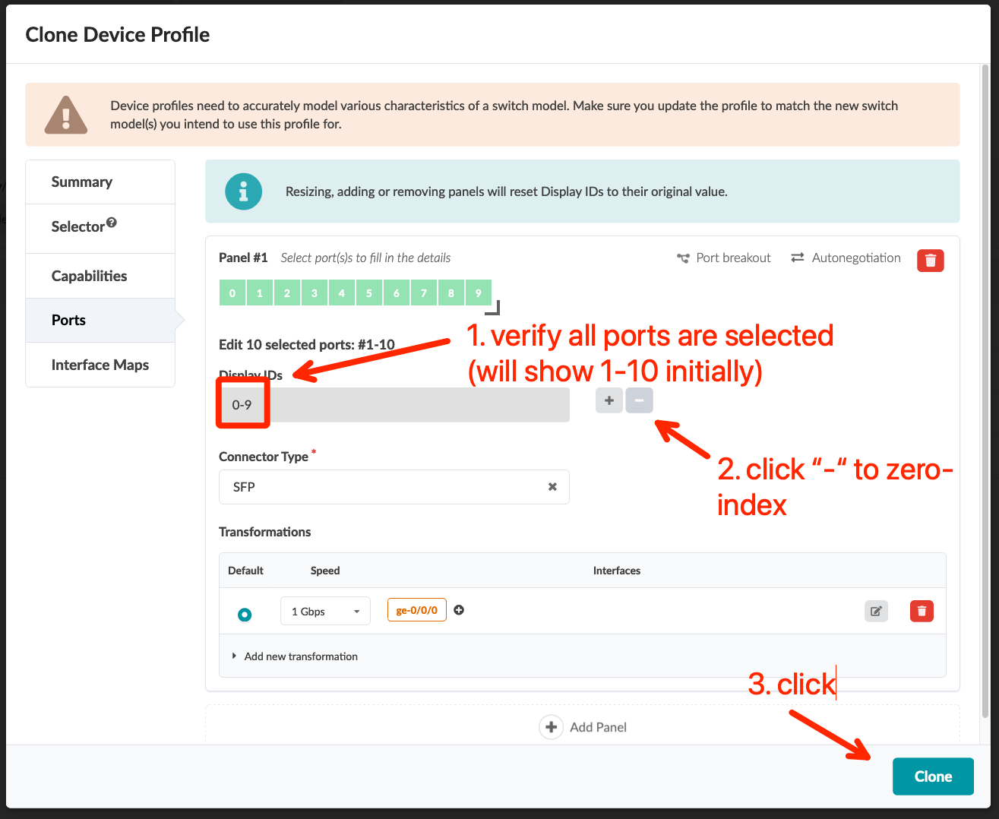 Clone Device Profile
Device profiles need to accurately model various characteristics of a switch model. Make sure you update the profile to match the new switch
model(s) you intend to use this profile for.
Summary
Selector
Capabilities
Ports
Interface Maps
Resizing, adding or removing panels will reset Display IDs to their original value.
Panel #1 Select port(s)s to fill in the details Port breakout Autonegotiation
0 1 2 3 4 5 6 7 8 9
1. verify all ports are selected
(will show 1-10 initially)
Edit 10 selected ports: #1-10
Display IDs
0-9
+ −
2. click “-“ to zero-
index
Connector Type *
SFP
Transformations
Default Speed Interfaces
1 Gbps ge-0/0/0
Add new transformation
3. click
Add Panel
Clone